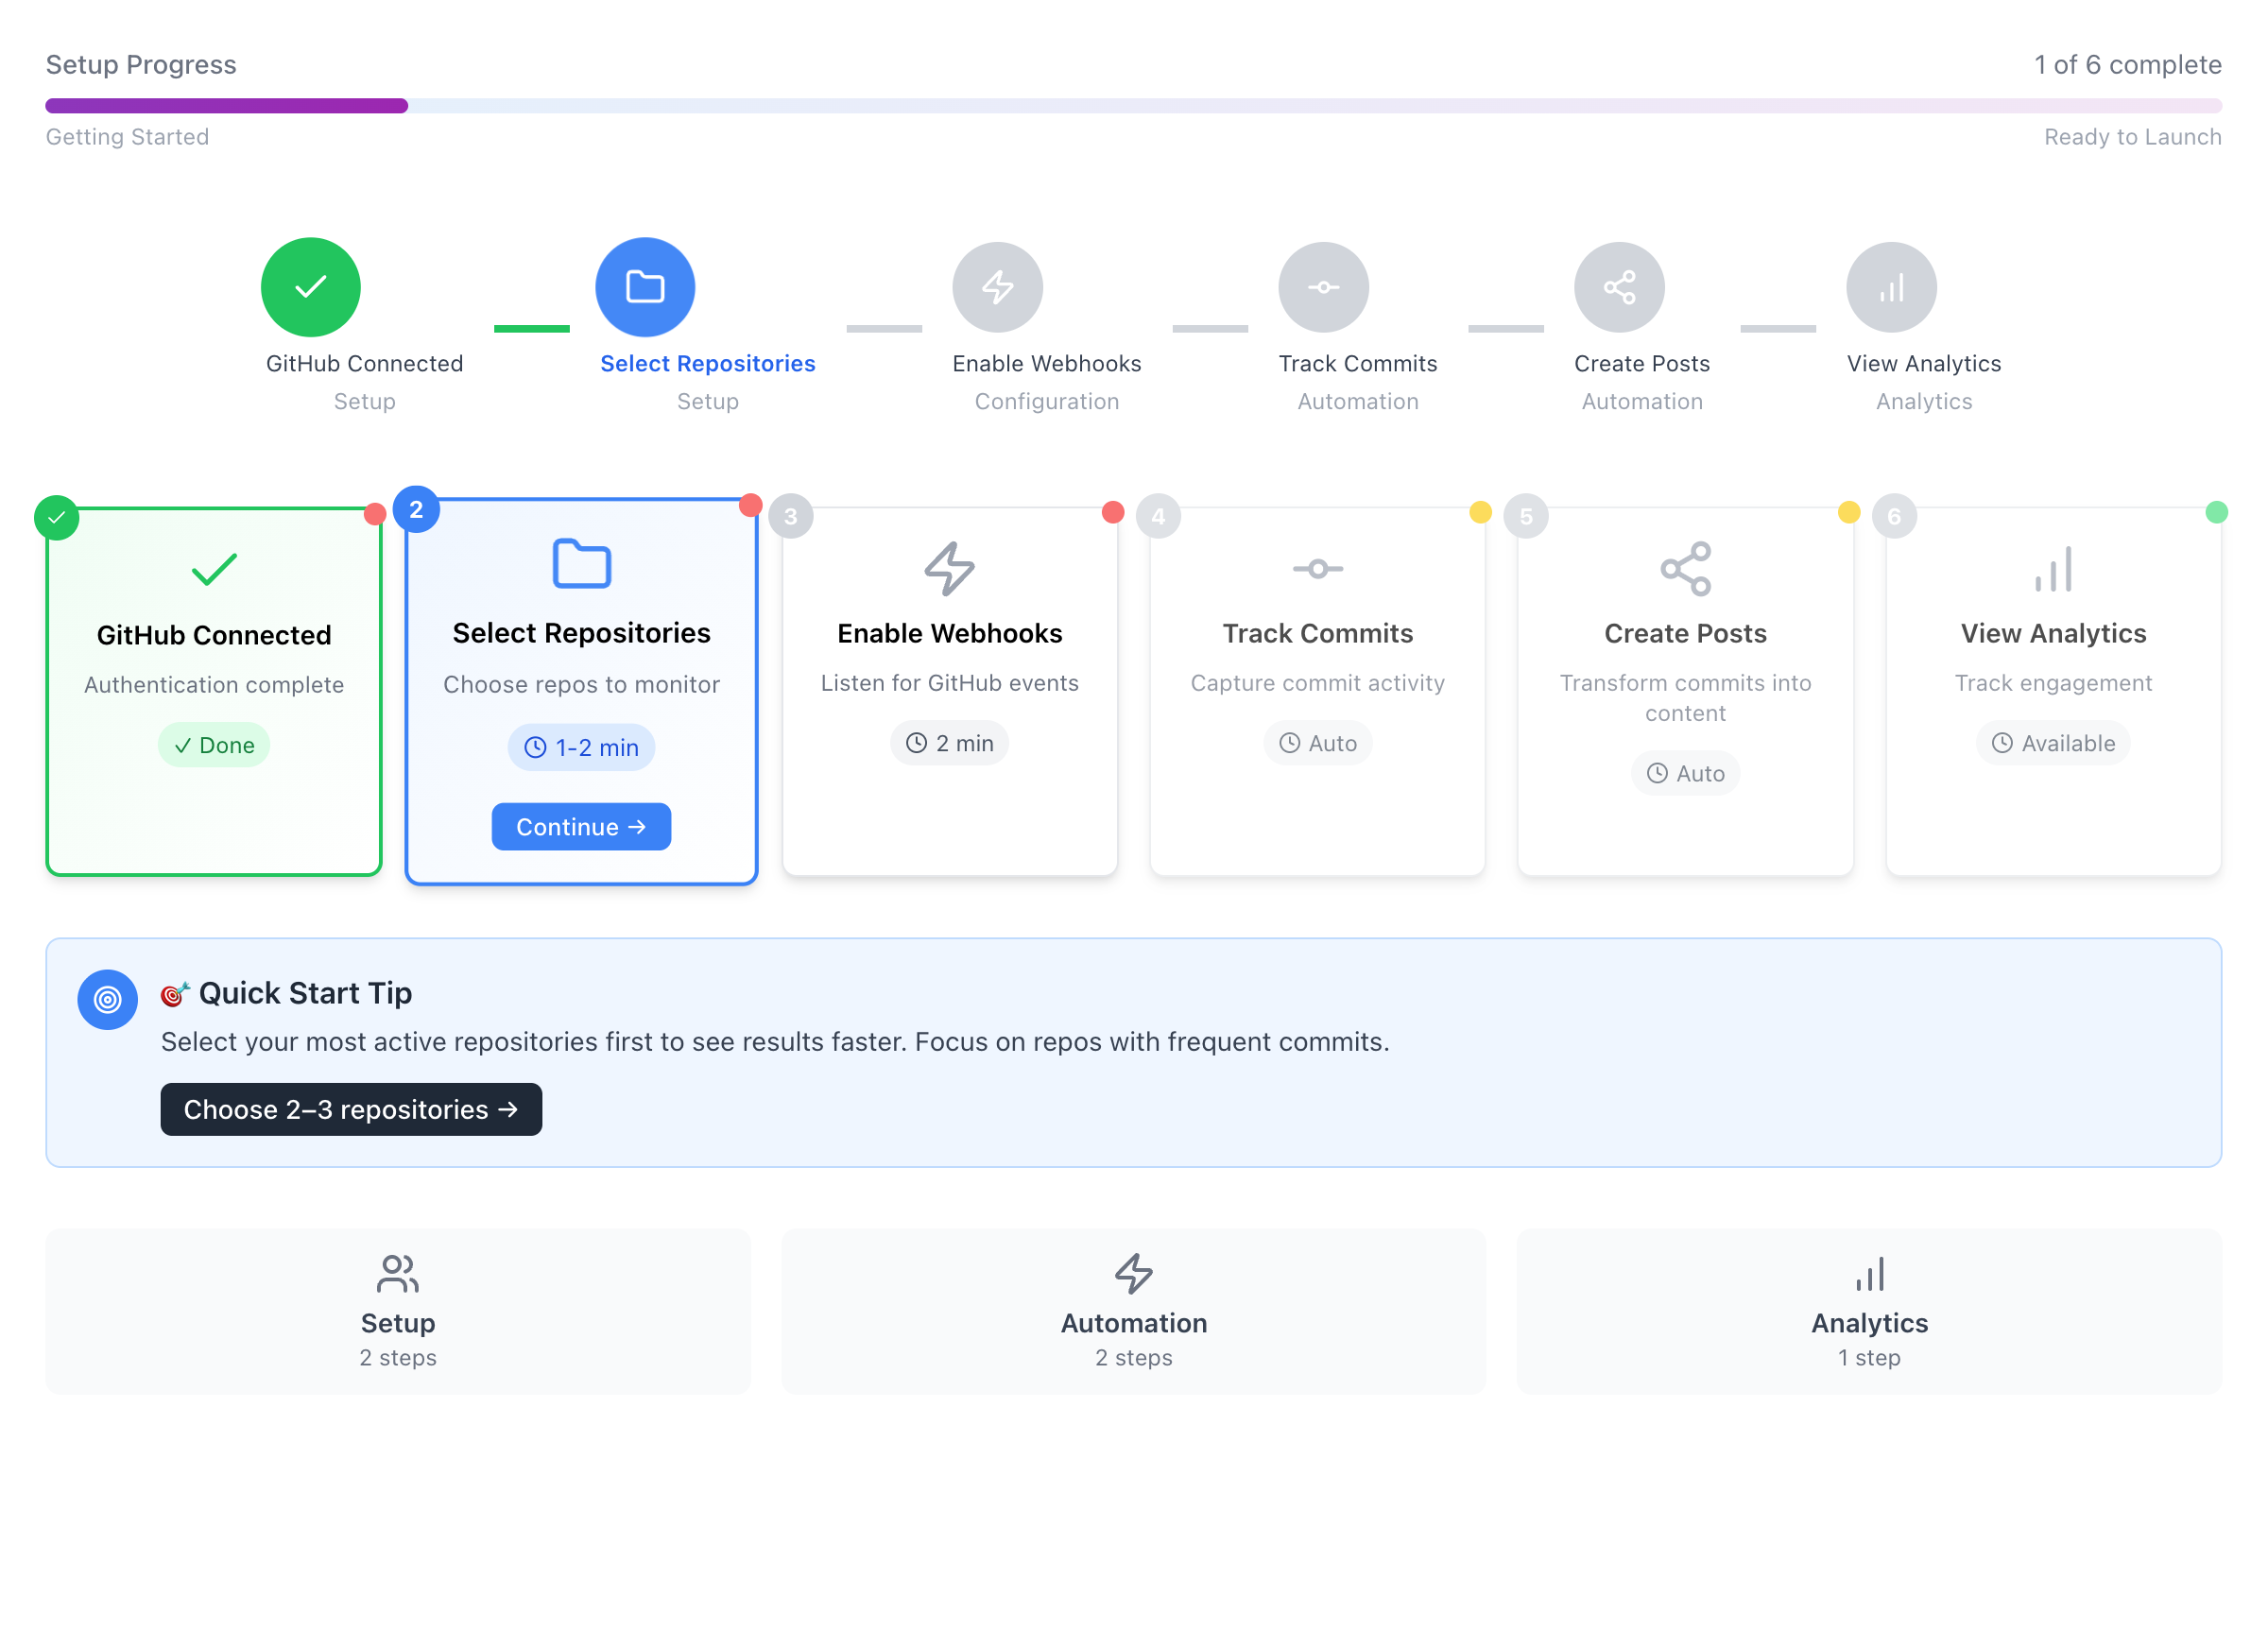 Setup Progress
1 of 6 complete
Getting Started
Ready to Launch
GitHub Connected
Setup
Select Repositories
Setup
Enable Webhooks
Configuration
Track Commits
Automation
Create Posts
Automation
View Analytics
Analytics
GitHub Connected
Authentication complete
✓ Done
2
Select Repositories
Choose repos to monitor
1-2 min
Continue →
3
Enable Webhooks
Listen for GitHub events
2 min
4
Track Commits
Capture commit activity
Auto
5
Create Posts
Transform commits into
content
Auto
6
View Analytics
Track engagement
Available
🎯 Quick Start Tip
Select your most active repositories first to see results faster. Focus on repos with frequent commits.
Choose 2–3 repositories →
Setup
2 steps
Automation
2 steps
Analytics
1 step